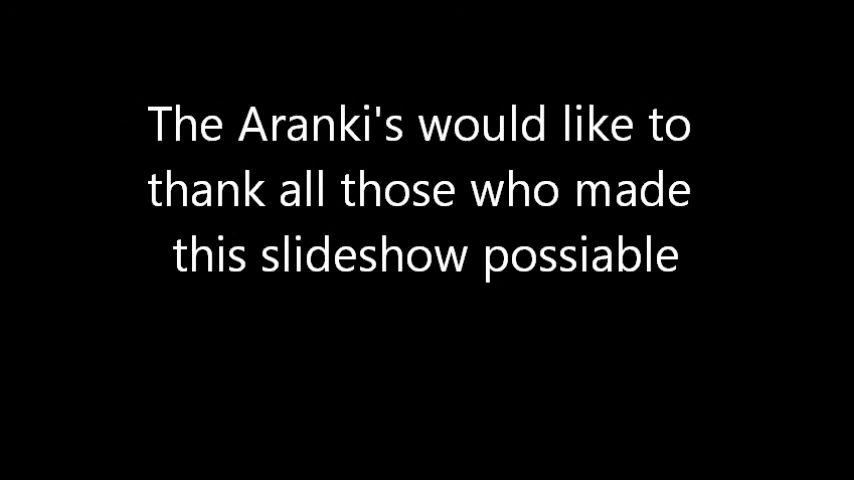 The Aranki's would like to
thank all those who made
this slideshow possiable